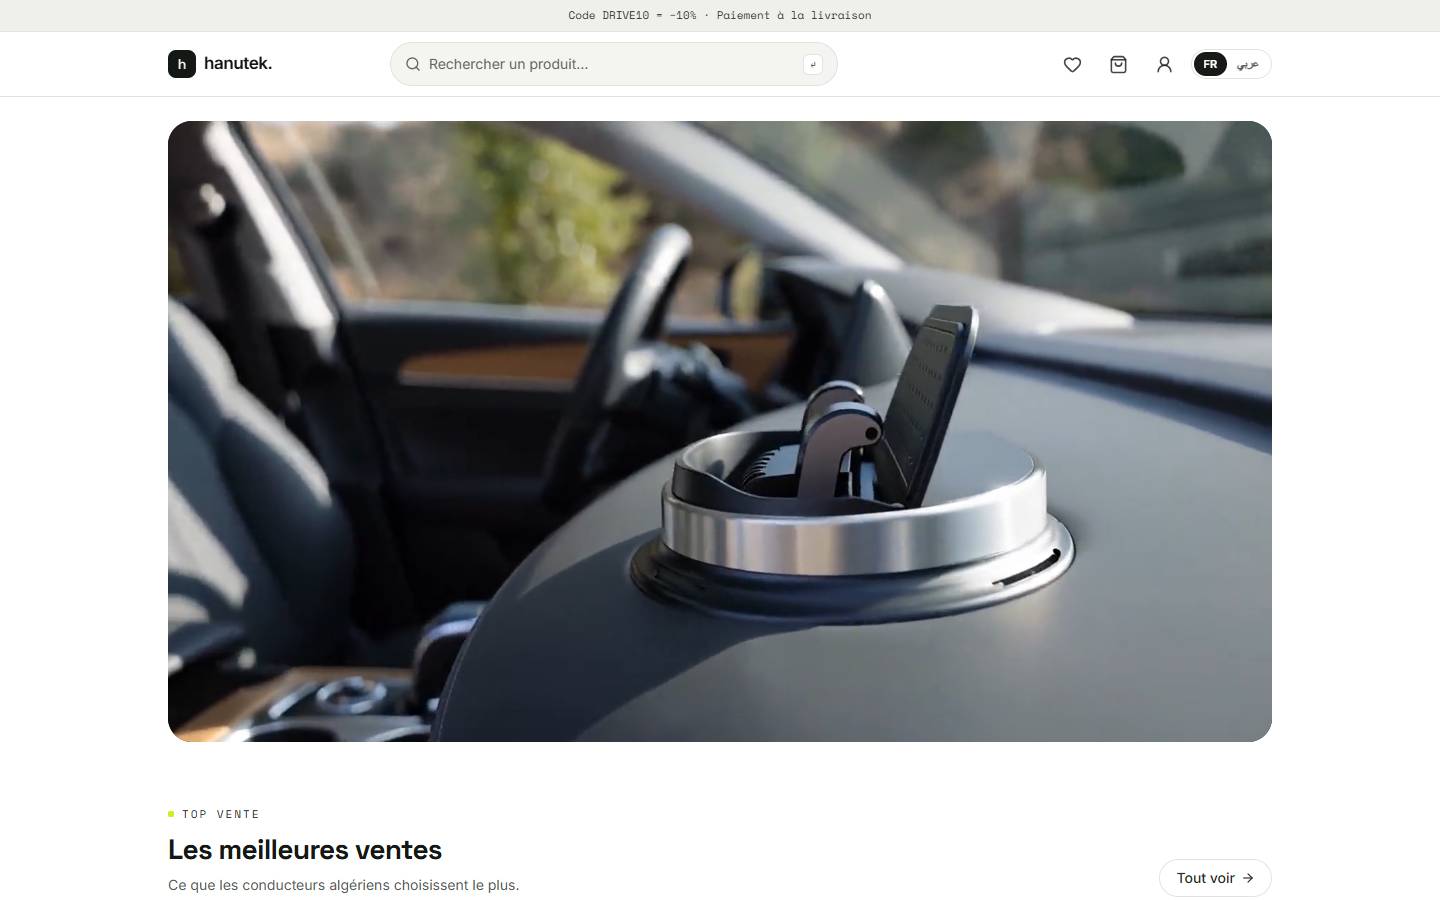 Code DRIVE10 = -10% · Paiement à la livraison
h hanutek.
Rechercher un produit...
FR عربي
TOP VENTE
Les meilleures ventes
Ce que les conducteurs algériens choisissent le plus.
Tout voir →